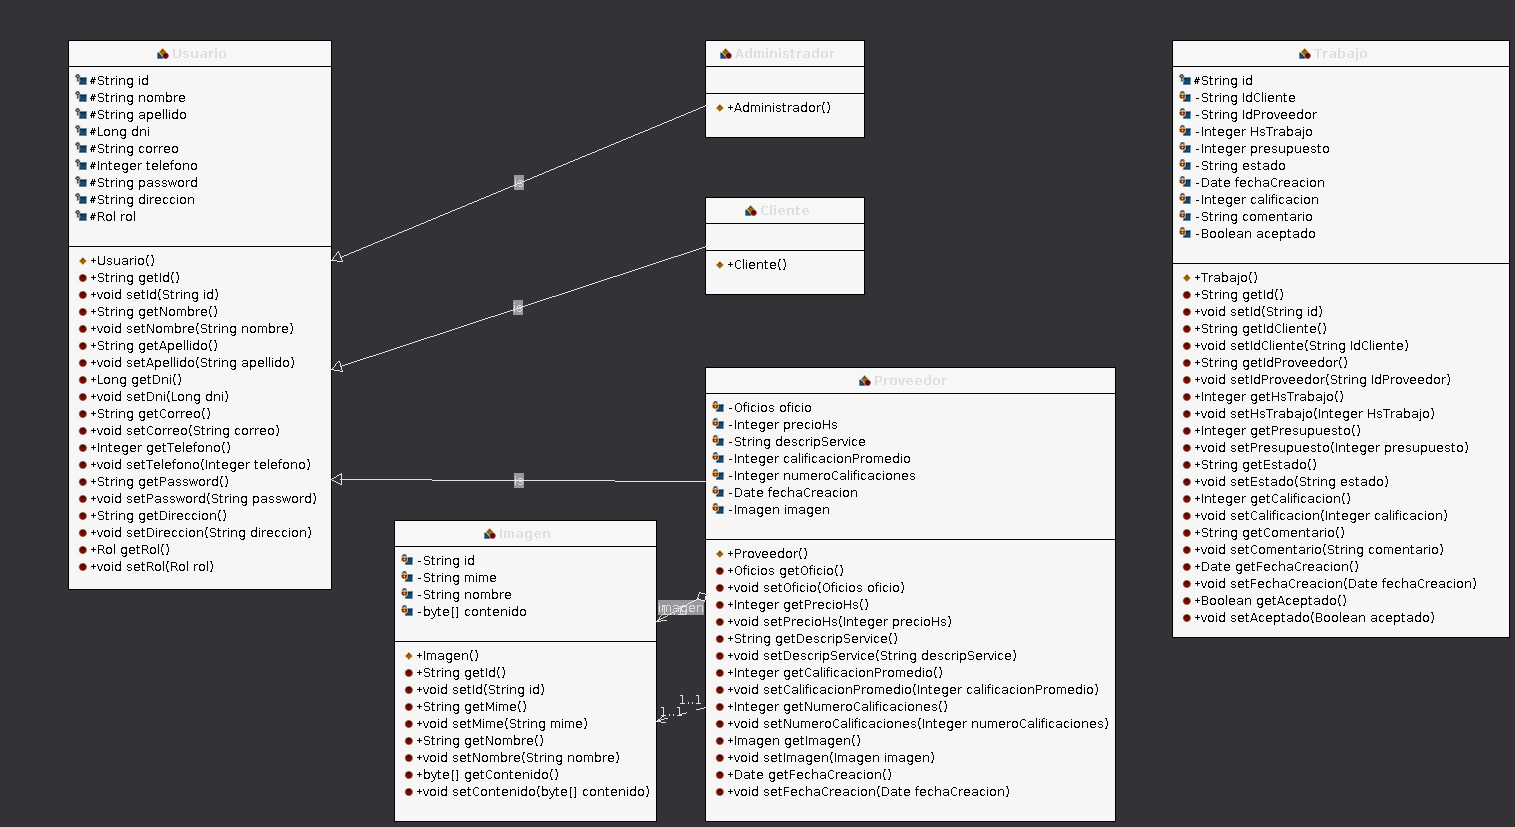 Usuario
#String id
#String nombre
#String apellido
#Long dni
#String correo
#Integer telefono
#String password
#String direccion
#Rol rol
+Usuario()
+String getId()
+void setId(String id)
+String getNombre()
+void setNombre(String nombre)
+String getApellido()
+void setApellido(String apellido)
+Long getDni()
+void setDni(Long dni)
+String getCorreo()
+void setCorreo(String correo)
+Integer getTelefono()
+void setTelefono(Integer telefono)
+String getPassword()
+void setPassword(String password)
+String getDireccion()
+void setDireccion(String direccion)
+Rol getRol()
+void setRol(Rol rol)
is
is
is
Administrador
+Administrador()
Cliente
+Cliente()
Imagen
-String id
-String mime
-String nombre
-byte[] contenido
+Imagen()
+String getId()
+void setId(String id)
+String getMime()
+void setMime(String mime)
+String getNombre()
+void setNombre(String nombre)
+byte[] getContenido()
+void setContenido(byte[] contenido)
imagen
1..1
1..1
Proveedor
-Oficios oficio
-Integer precioHs
-String descripService
-Integer calificacionPromedio
-Integer numeroCalificaciones
-Date fechaCreacion
-Imagen imagen
+Proveedor()
+Oficios getOficio()
+void setOficio(Oficios oficio)
+Integer getPrecioHs()
+void setPrecioHs(Integer precioHs)
+String getDescripService()
+void setDescripService(String descripService)
+Integer getCalificacionPromedio()
+void setCalificacionPromedio(Integer calificacionPromedio)
+Integer getNumeroCalificaciones()
+void setNumeroCalificaciones(Integer numeroCalificaciones)
+Imagen getImagen()
+void setImagen(Imagen imagen)
+Date getFechaCreacion()
+void setFechaCreacion(Date fechaCreacion)
Trabajo
#String id
-String IdCliente
-String IdProveedor
-Integer HsTrabajo
-Integer presupuesto
-String estado
-Date fechaCreacion
-Integer calificacion
-String comentario
-Boolean aceptado
+Trabajo()
+String getId()
+void setId(String id)
+String getIdCliente()
+void setIdCliente(String IdCliente)
+String getIdProveedor()
+void setIdProveedor(String IdProveedor)
+Integer getHsTrabajo()
+void setHsTrabajo(Integer HsTrabajo)
+Integer getPresupuesto()
+void setPresupuesto(Integer presupuesto)
+String getEstado()
+void setEstado(String estado)
+Integer getCalificacion()
+void setCalificacion(Integer calificacion)
+String getComentario()
+void setComentario(String comentario)
+Date getFechaCreacion()
+void setFechaCreacion(Date fechaCreacion)
+Boolean getAceptado()
+void setAceptado(Boolean aceptado)